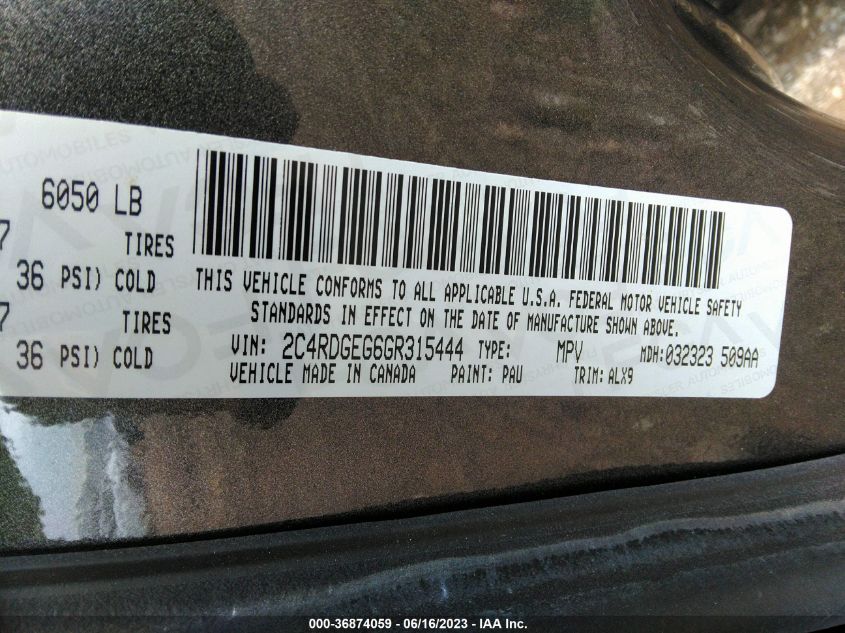 6050 LB
7 TIRES
36 PSI) COLD
7 TIRES
36 PSI) COLD
THIS VEHICLE CONFORMS TO ALL APPLICABLE U.S.A. FEDERAL MOTOR VEHICLE SAFETY
STANDARDS IN EFFECT ON THE DATE OF MANUFACTURE SHOWN ABOVE.
VIN: 2C4RDGEG6GR315444 TYPE: MPV MDH:032323 509AA
VEHICLE MADE IN CANADA PAINT: PAU TRIM:ALX9
000-36874059 - 06/16/2023 - IAA Inc.